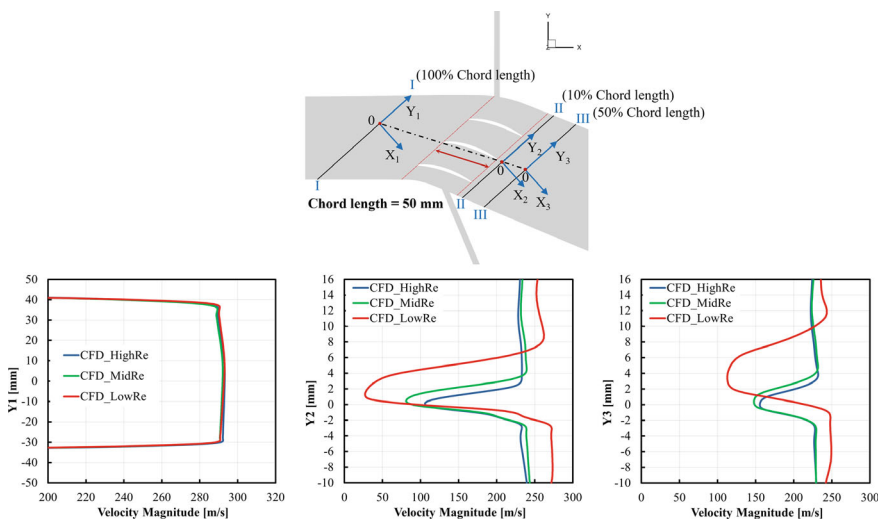 Y
Z
X
I
(100% Chord length)
(10% Chord length)
II
III
(50% Chord length)
0
Y1
Y2
Y3
X1
0
0
I
X2
X3
II
III
Chord length = 50 mm
50
40
30
20
10
0
-10
-20
-30
-40
-50
Y1 [mm]
CFD_HighRe
CFD_MidRe
CFD_LowRe
200 220 240 260 280 300 320
Velocity Magnitude [m/s]
16
14
12
10
8
6
4
2
0
-2
-4
-6
-8
-10
Y2 [mm]
CFD_HighRe
CFD_MidRe
CFD_LowRe
0 50 100 150 200 250 300
Velocity Magnitude [m/s]
16
14
12
10
8
6
4
2
0
-2
-4
-6
-8
-10
Y3 [mm]
CFD_HighRe
CFD_MidRe
CFD_LowRe
0 50 100 150 200 250 300
Velocity Magnitude [m/s]